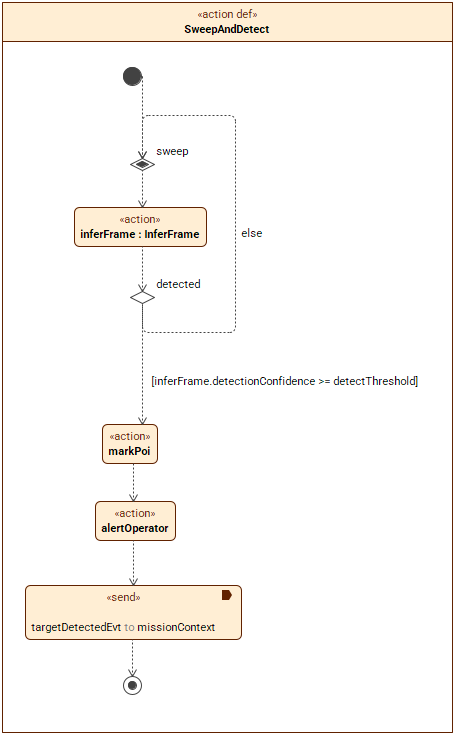 «action def»
SweepAndDetect
sweep
«action»
inferFrame : InferFrame
else
detected
[inferFrame.detectionConfidence >= detectThreshold]
«action»
markPoi
«action»
alertOperator
«send»
targetDetectedEvt to missionContext